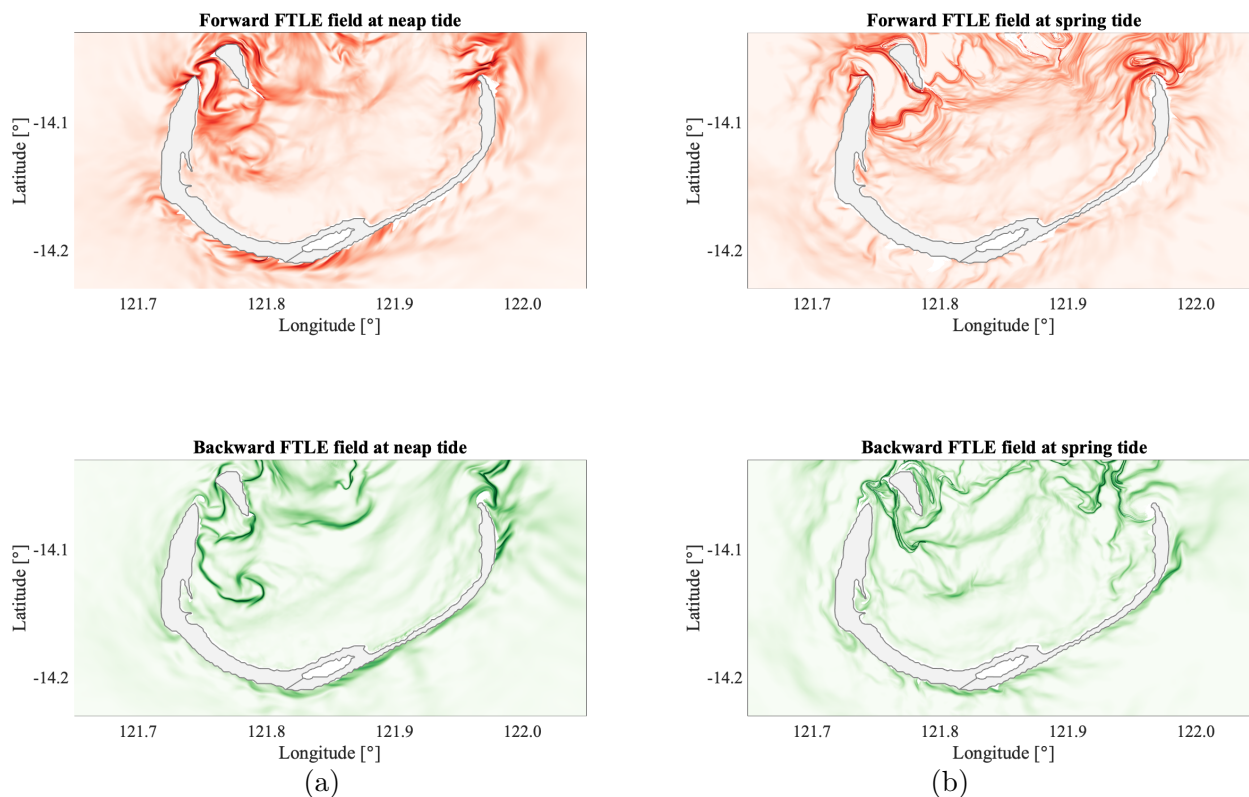 Forward FTLE field at neap tide
Latitude [°]
-14.1
-14.2
121.7 121.8 121.9 122.0
Longitude [°]
Forward FTLE field at spring tide
Latitude [°]
-14.1
-14.2
121.7 121.8 121.9 122.0
Longitude [°]
Backward FTLE field at neap tide
Latitude [°]
-14.1
-14.2
121.7 121.8 121.9 122.0
Longitude [°]
Backward FTLE field at spring tide
Latitude [°]
-14.1
-14.2
121.7 121.8 121.9 122.0
Longitude [°]
(a)
(b)